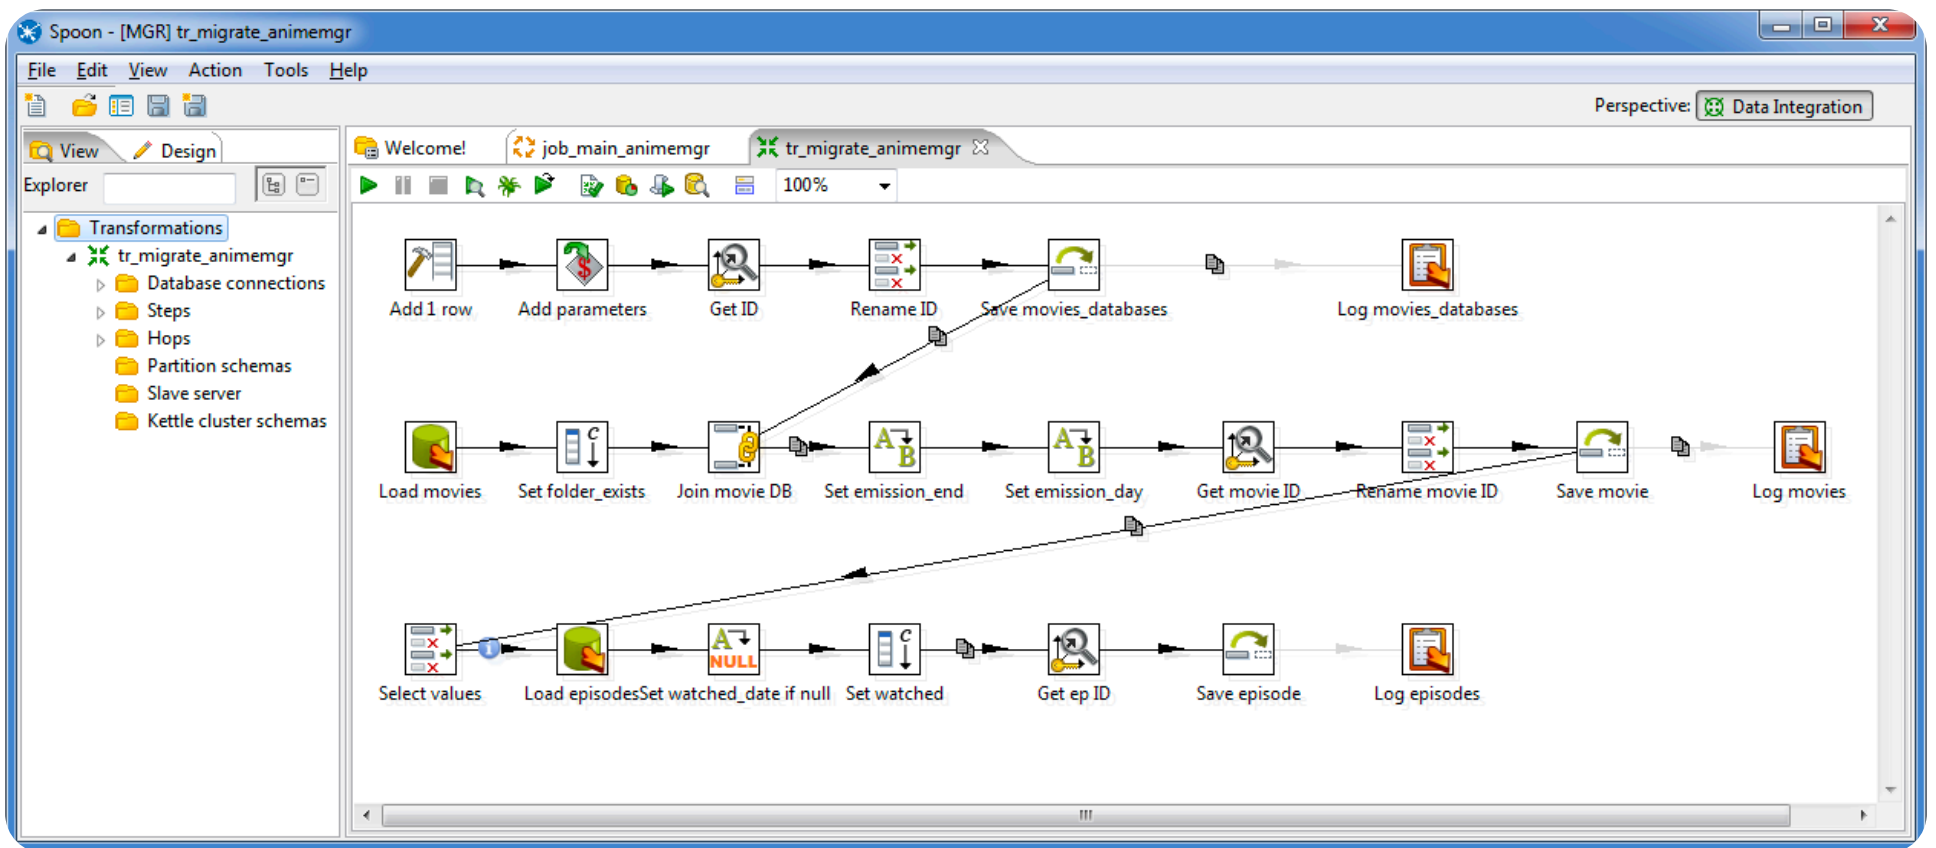 Spoon - [MGR] tr_migrate_animemgr
File Edit View Action Tools Help
Perspective: Data Integration
View Design
Welcome! job_main_animemgr tr_migrate_animemgr
Explorer
100%
Transformations
tr_migrate_animemgr
Database connections
Steps
Hops
Partition schemas
Slave server
Kettle cluster schemas
Add 1 row Add parameters Get ID Rename ID Save movies_databases Log movies_databases
Load movies Set folder_exists Join movie DB Set emission_end Set emission_day Get movie ID Rename movie ID Save movie Log movies
NULL
Select values Load episodes Set watched_date if null Set watched Get ep ID Save episode Log episodes